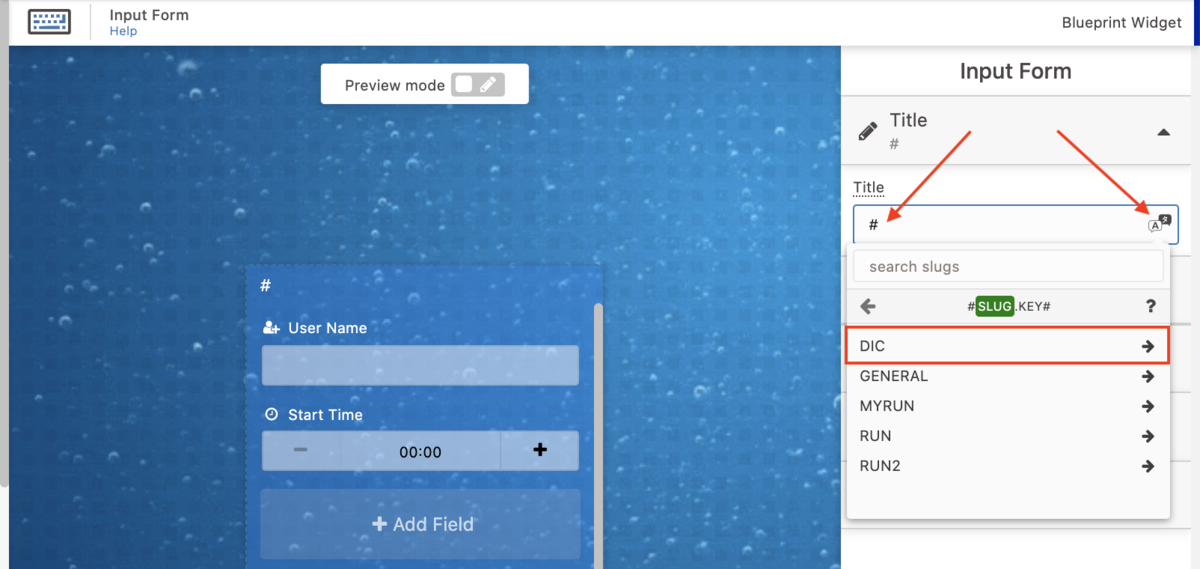 Input Form
Help
Blueprint Widget
Preview mode
Input Form
Title
#
Title
#
A
search slugs
#SLUG.KEY#
?
DIC
GENERAL
MYRUN
RUN
RUN2
#
User Name
Start Time
00:00
Add Field